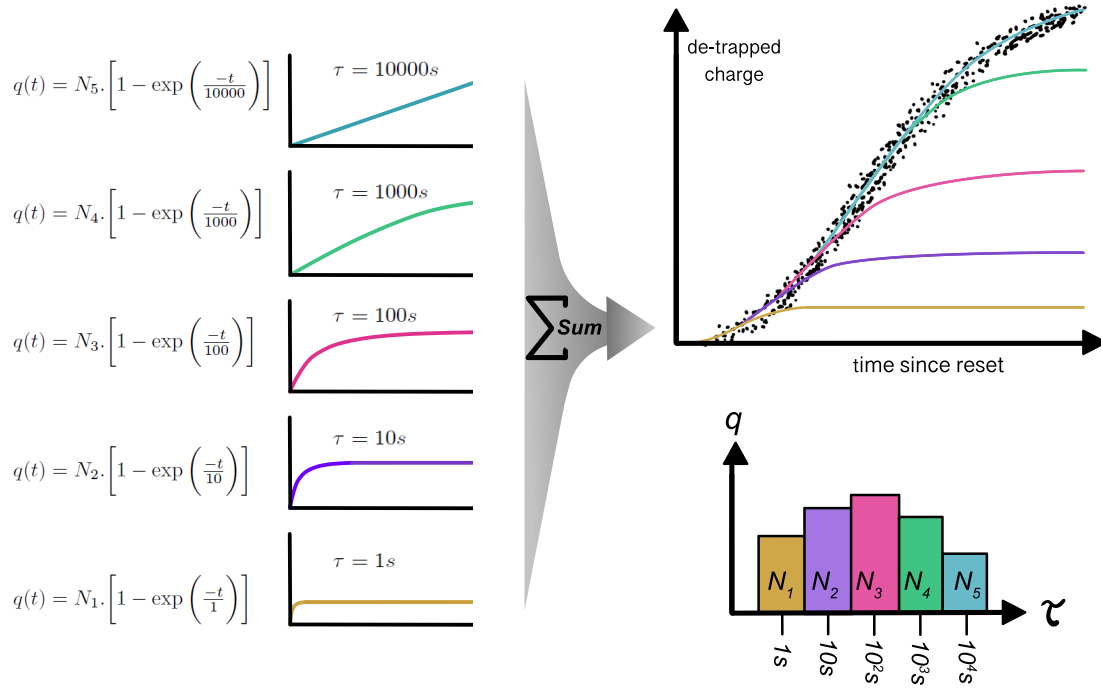 q(t) = N₅.[1 − exp(−t/10000)]
τ = 10000s
q(t) = N₄.[1 − exp(−t/1000)]
τ = 1000s
q(t) = N₃.[1 − exp(−t/100)]
τ = 100s
q(t) = N₂.[1 − exp(−t/10)]
τ = 10s
q(t) = N₁.[1 − exp(−t/1)]
τ = 1s
∑ Sum
de-trapped
charge
time since reset
q
N₁ N₂ N₃ N₄ N₅
τ
1s 10s 10²s 10³s 10⁴s